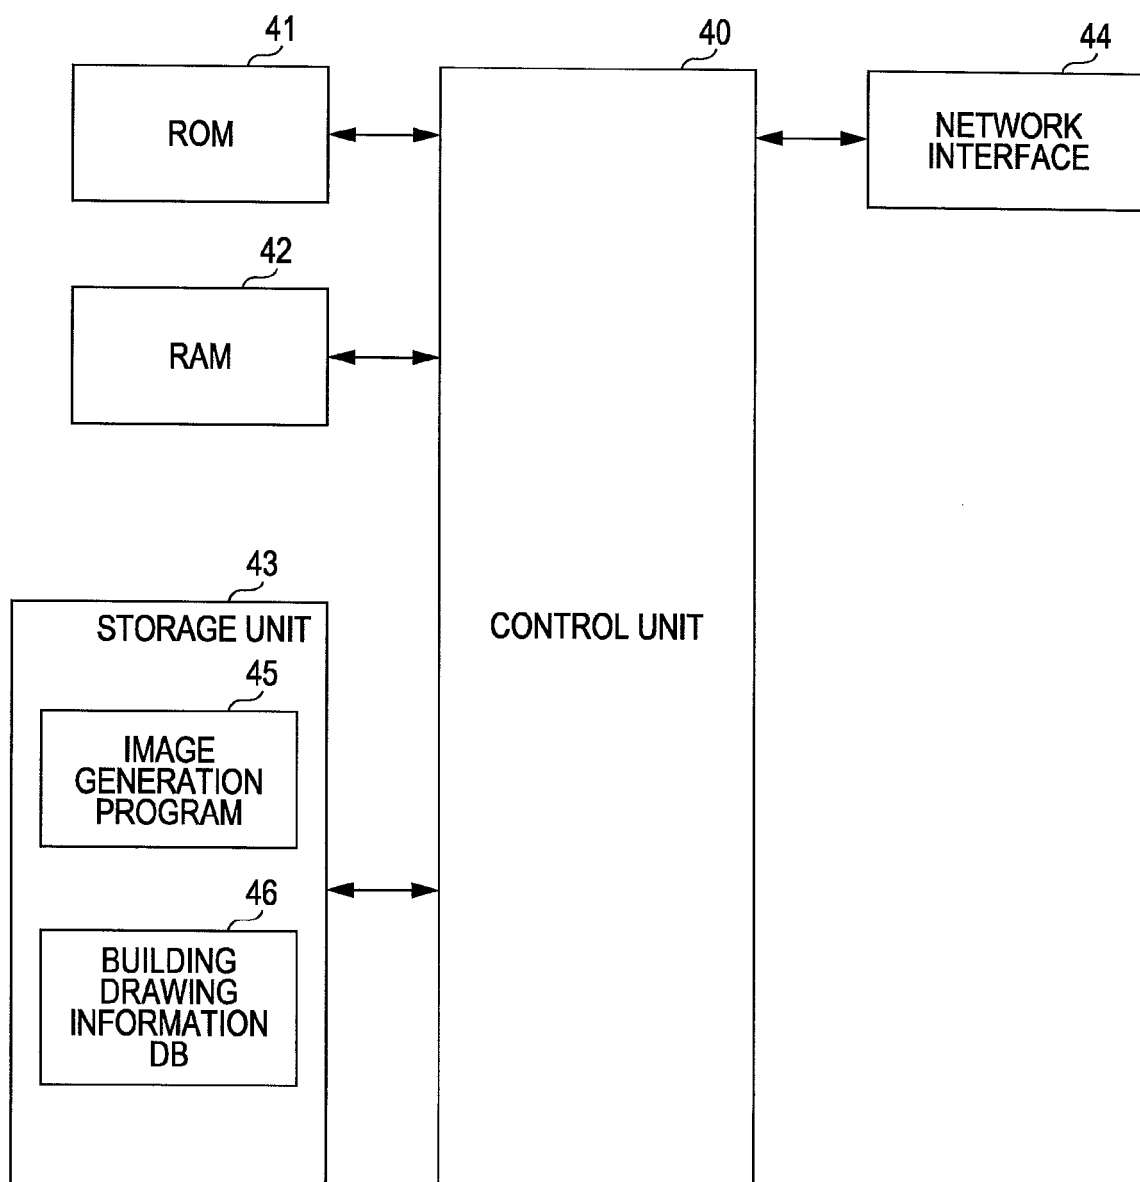 41
40
44
ROM
NETWORK
INTERFACE
42
RAM
43
STORAGE UNIT
CONTROL UNIT
45
IMAGE
GENERATION
PROGRAM
46
BUILDING
DRAWING
INFORMATION
DB